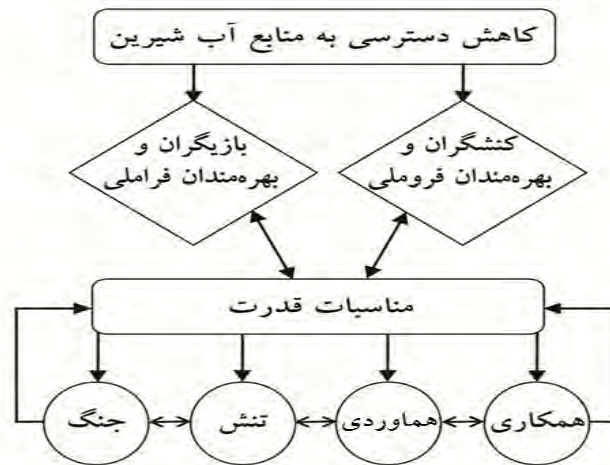 کاهش دسترسی به منابع آب شیرین
کنشگران و
بهره‌مندان فروملی
بازیگران و
بهره‌مندان فراملی
مناسبات قدرت
همکاری
هماوردی
تنش
جنگ